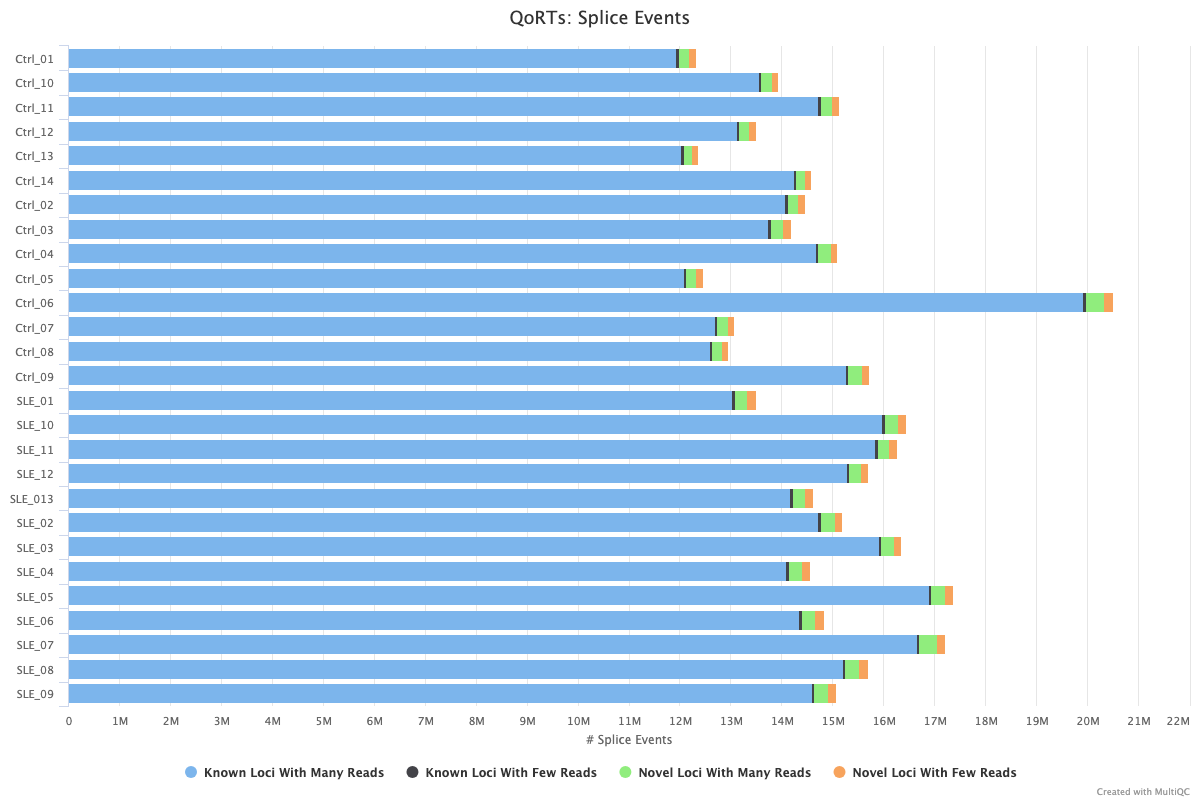 QoRTs: Splice Events
Ctrl_01
Ctrl_10
Ctrl_11
Ctrl_12
Ctrl_13
Ctrl_14
Ctrl_02
Ctrl_03
Ctrl_04
Ctrl_05
Ctrl_06
Ctrl_07
Ctrl_08
Ctrl_09
SLE_01
SLE_10
SLE_11
SLE_12
SLE_013
SLE_02
SLE_03
SLE_04
SLE_05
SLE_06
SLE_07
SLE_08
SLE_09
0 1M 2M 3M 4M 5M 6M 7M 8M 9M 10M 11M 12M 13M 14M 15M 16M 17M 18M 19M 20M 21M 22M
# Splice Events
Known Loci With Many Reads Known Loci With Few Reads Novel Loci With Many Reads Novel Loci With Few Reads
Created with MultiQC